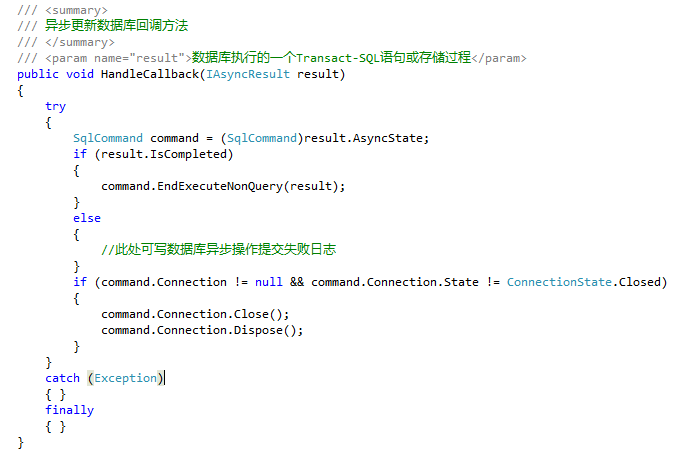 /// <summary>
/// 异步更新数据库回调方法
/// </summary>
/// <param name="result">数据库执行的一个Transact-SQL语句或存储过程</param>
public void HandleCallback(IAsyncResult result)
{
    try
    {
        SqlCommand command = (SqlCommand)result.AsyncState;
        if (result.IsCompleted)
        {
            command.EndExecuteNonQuery(result);
        }
        else
        {
            //此处可写数据库异步操作提交失败日志
        }
        if (command.Connection != null && command.Connection.State != ConnectionState.Closed)
        {
            command.Connection.Close();
            command.Connection.Dispose();
        }
    }
    catch (Exception)
    { }
    finally
    { }
}